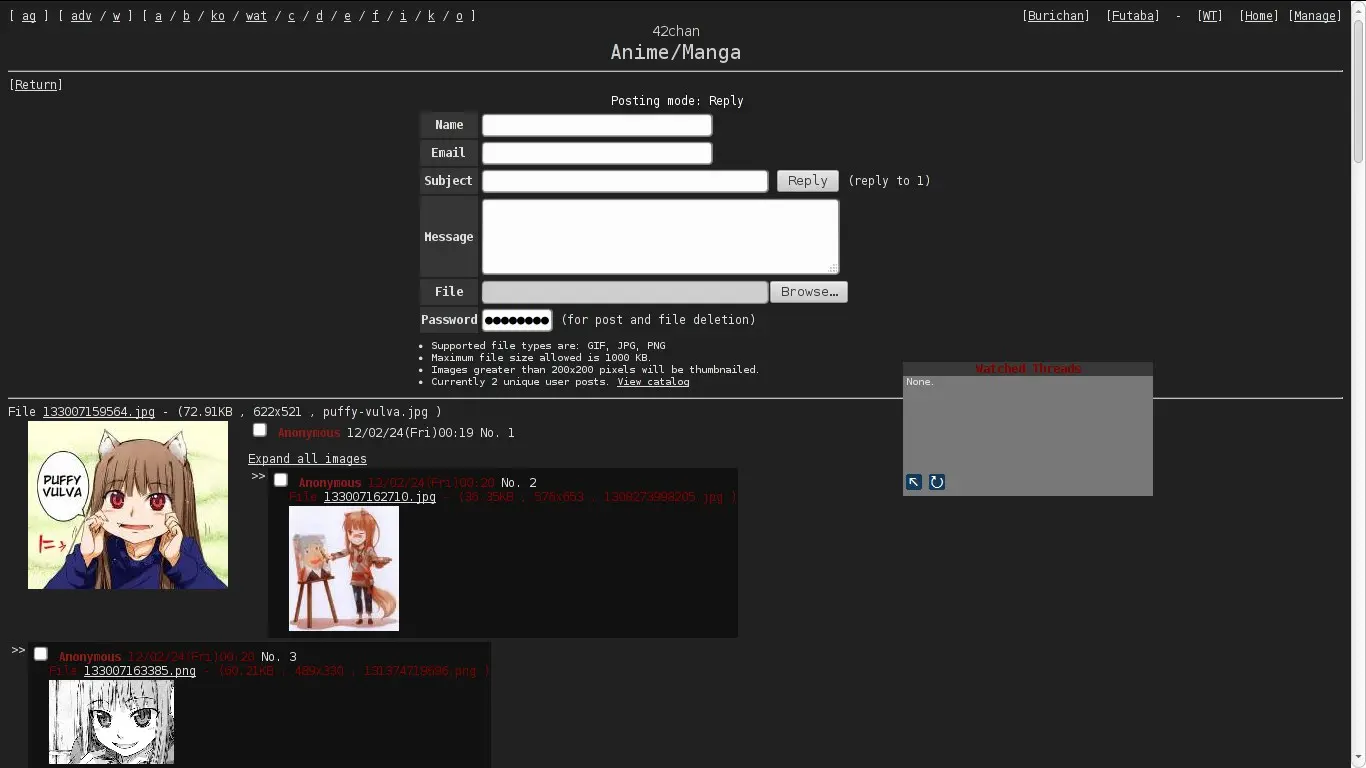 [ ag ] [ adv / w ] [ a / b / ko / wat / c / d / e / f / i / k / o ]
[Burichan] [Futaba] - [WT] [Home] [Manage]
42chan
Anime/Manga
[Return]
Posting mode: Reply
Name
Email
Subject
Reply
(reply to 1)
Message
File
Browse…
Password
(for post and file deletion)
Supported file types are: GIF, JPG, PNG
Maximum file size allowed is 1000 KB.
Images greater than 200x200 pixels will be thumbnailed.
Currently 2 unique user posts. View catalog
Watched Threads
None.
File 133007159564.jpg - (72.91KB , 622x521 , puffy-vulva.jpg )
PUFFY
VULVA
Anonymous 12/02/24(Fri)00:19 No. 1
Expand all images
>> Anonymous 12/02/24(Fri)00:20 No. 2
File 133007162710.jpg - (36.35KB , 576x653 , 1309273998205.jpg )
>> Anonymous 12/02/24(Fri)00:20 No. 3
File 133007163385.png - (60.21KB , 489x330 ,